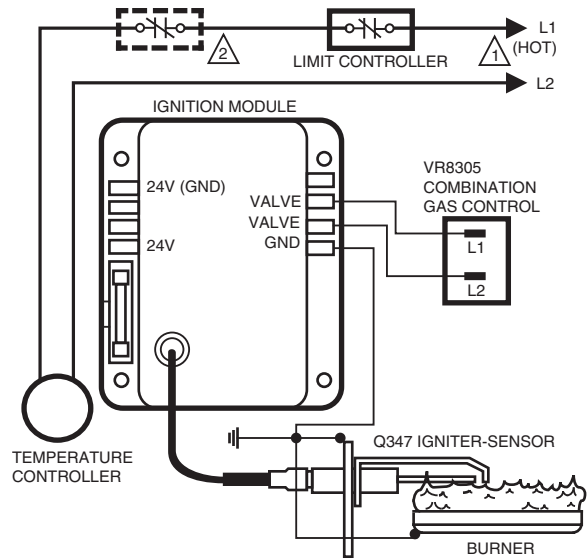 L1
(HOT)
2
1
LIMIT CONTROLLER
L2
IGNITION MODULE
24V (GND)
24V
VALVE
VALVE
GND
VR8305
COMBINATION
GAS CONTROL
L1
L2
TEMPERATURE
CONTROLLER
Q347 IGNITER-SENSOR
BURNER